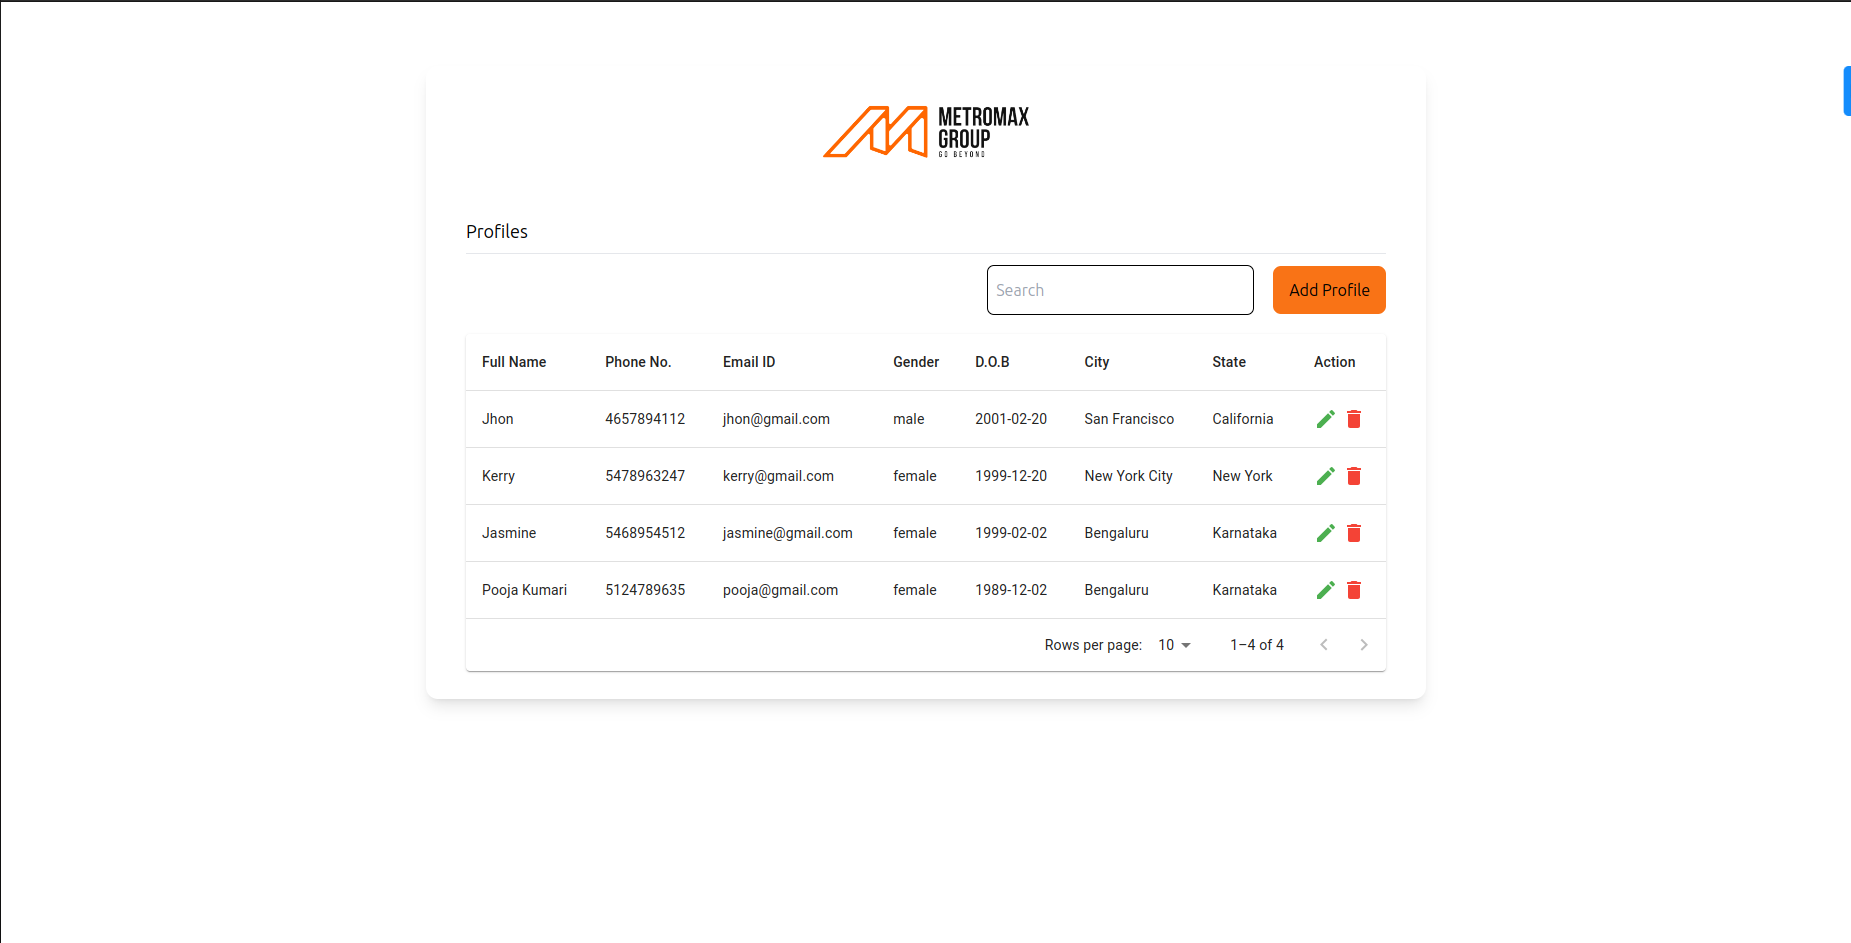 METROMAX
GROUP
GO BEYOND
Profiles
Search
Add Profile
Full Name Phone No. Email ID Gender D.O.B City State Action
Jhon 4657894112 jhon@gmail.com male 2001-02-20 San Francisco California
Kerry 5478963247 kerry@gmail.com female 1999-12-20 New York City New York
Jasmine 5468954512 jasmine@gmail.com female 1999-02-02 Bengaluru Karnataka
Pooja Kumari 5124789635 pooja@gmail.com female 1989-12-02 Bengaluru Karnataka
Rows per page: 10 1–4 of 4